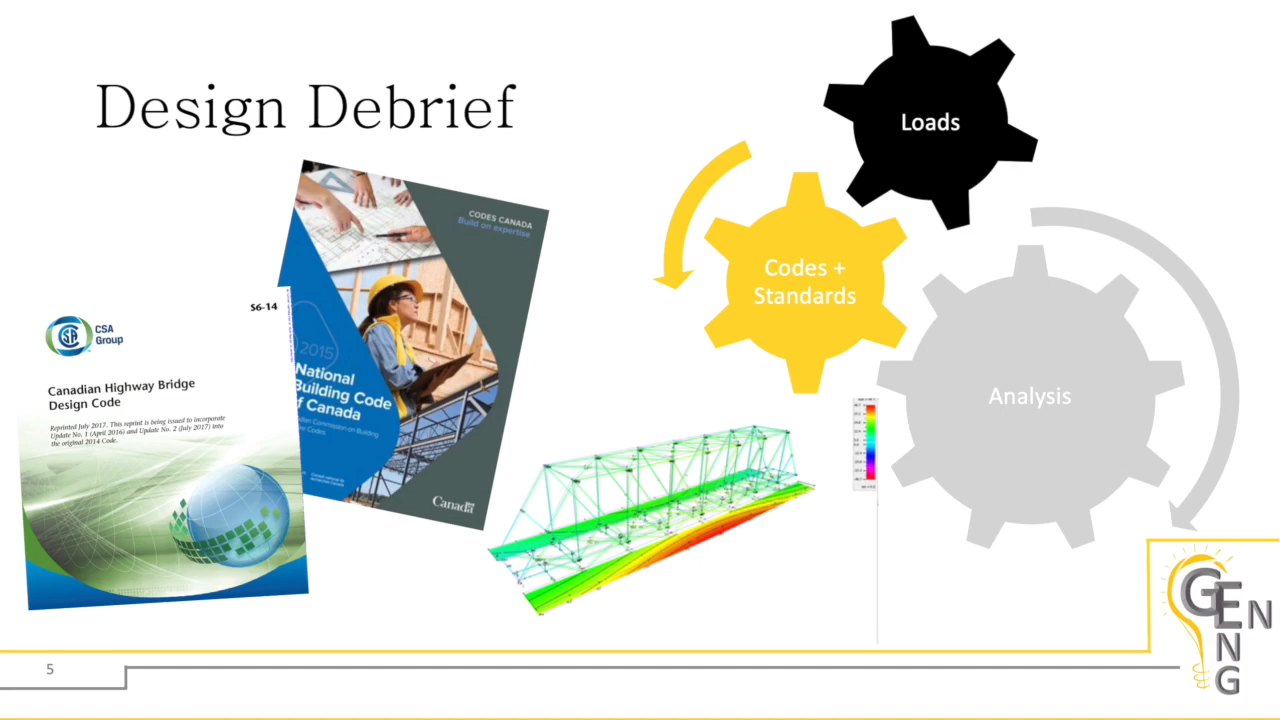 Design Debrief
Loads
Codes +
Standards
Analysis
CODES CANADA
Build on expertise
2015
National
Building Code
of Canada
Canada
S6-14
CSA
Group
Canadian Highway Bridge
Design Code
Reprinted July 2017. This reprint is being issued to incorporate
Update No. 1 (April 2016) and Update No. 2 (July 2017) into
the original 2014 Code.
GENNG
5